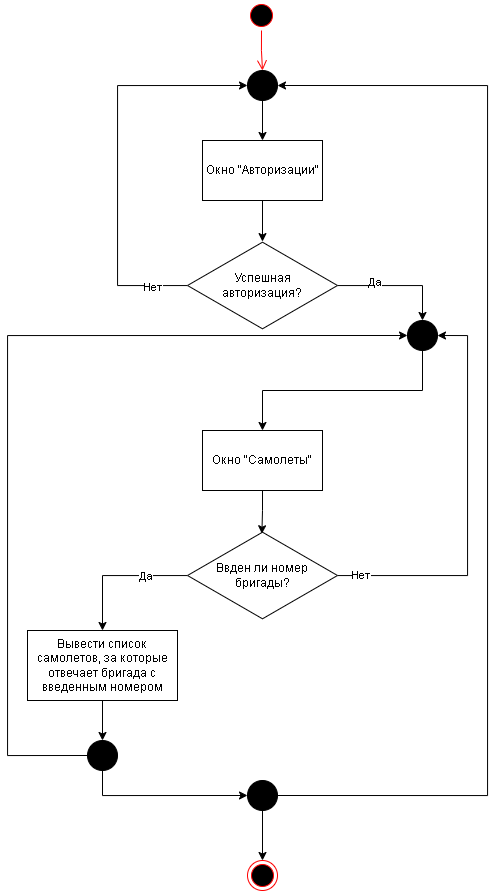 Окно "Авторизации"
Успешная
авторизация?
Нет
Да
Окно "Самолеты"
Ввден ли номер
бригады?
Да
Нет
Вывести список
самолетов, за которые
отвечает бригада с
введенным номером